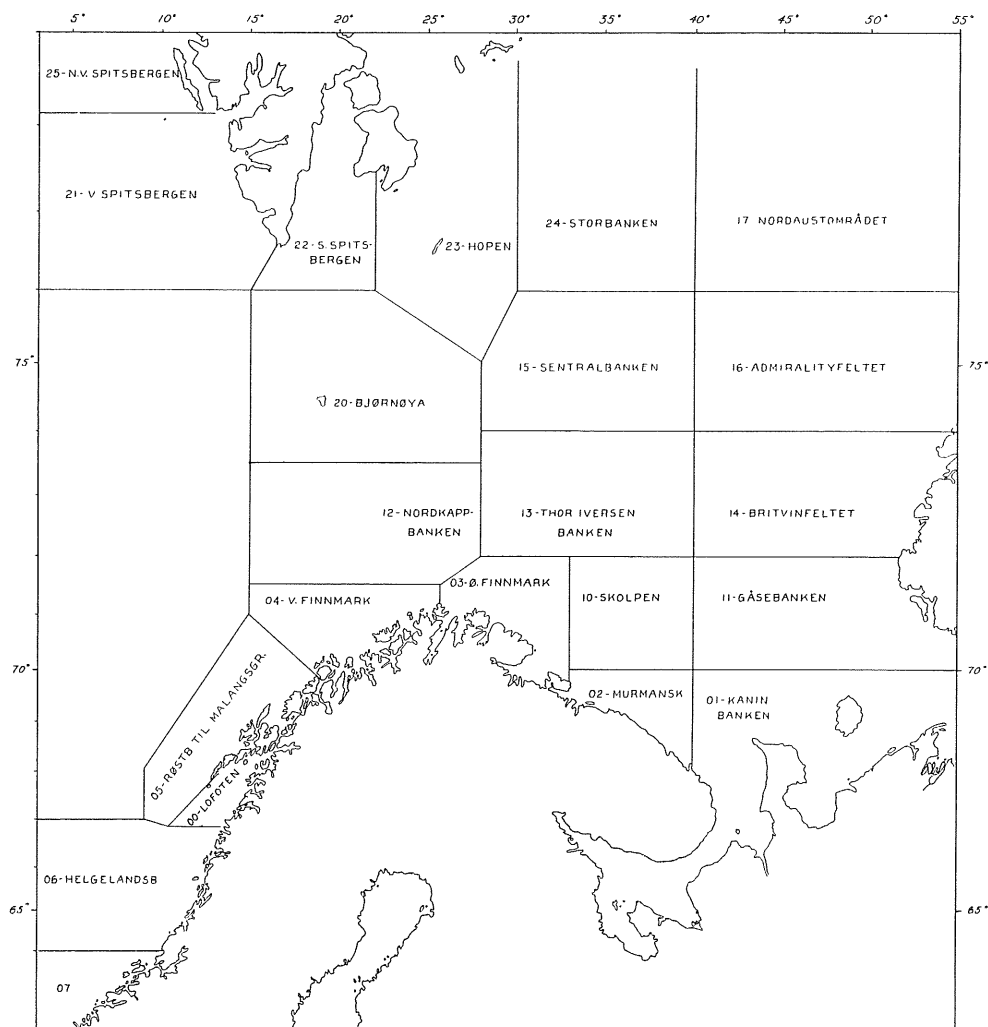 5° 10° 15° 20° 25° 30° 35° 40° 45° 50° 55°
25-N.V. SPITSBERGEN
21- V SPITSBERGEN
22-S.SPITS-
BERGEN
23-HOPEN
24-STORBANKEN
17 NORDAUSTOMRÅDET
75°
75°
15-SENTRALBANKEN
16-ADMIRALITYFELTET
20-BJØRNØYA
12-NORDKAPP-
BANKEN
13-THOR IVERSEN
BANKEN
14-BRITVINFELTET
03-Ø. FINNMARK
04-V. FINNMARK
10-SKOLPEN
11-GÅSEBANKEN
70°
70°
05-RØSTB TIL MALANGSGR.
02-MURMANSK
01-KANIN
BANKEN
00-LOFOTEN
06-HELGELANDSB
65°
65°
07